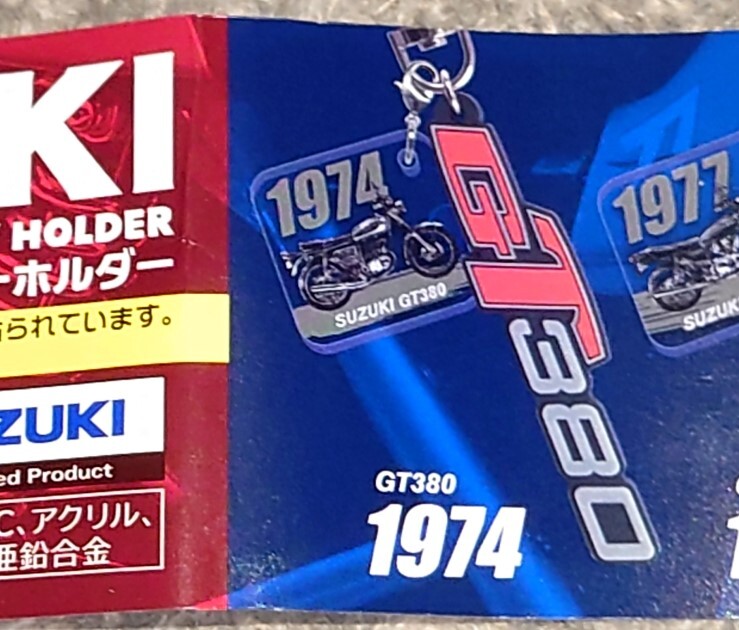 KI
HOLDER
ーホルダー
られています。
ZUKI
ed Product
C、アクリル、
亜鉛合金
1974
SUZUKI GT380
GT380
GT380
1974
1977
SUZUK